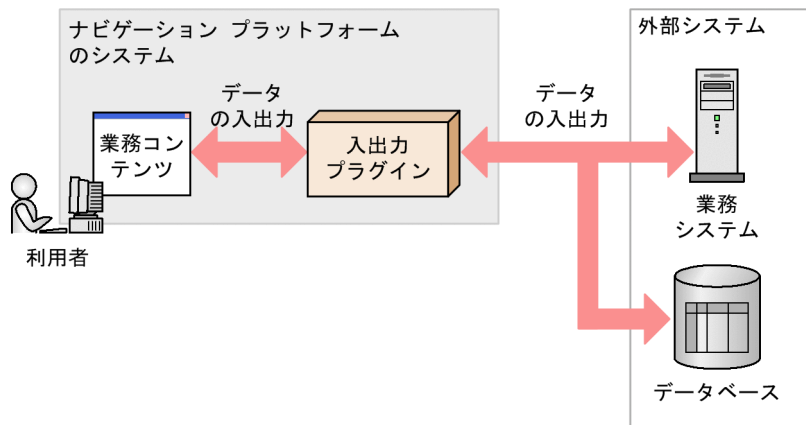 ナビゲーション プラットフォーム
のシステム
外部システム
データ
の入出力
データ
の入出力
業務コン
テンツ
入出力
プラグイン
利用者
業務
システム
データベース